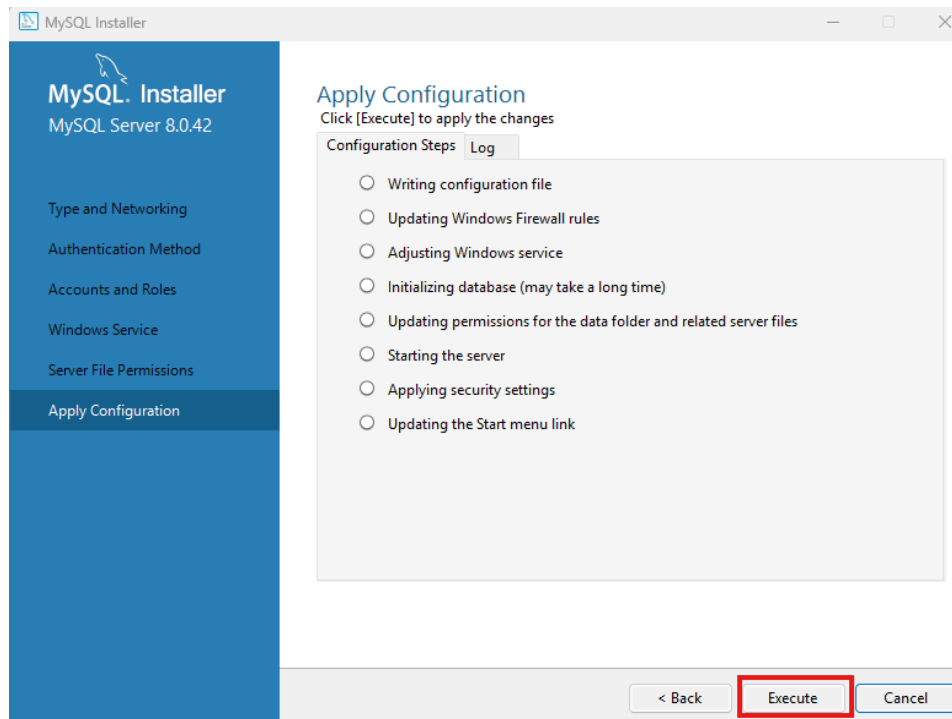 MySQL Installer
MySQL. Installer
MySQL Server 8.0.42
Type and Networking
Authentication Method
Accounts and Roles
Windows Service
Server File Permissions
Apply Configuration
Apply Configuration
Click [Execute] to apply the changes
Configuration Steps Log
Writing configuration file
Updating Windows Firewall rules
Adjusting Windows service
Initializing database (may take a long time)
Updating permissions for the data folder and related server files
Starting the server
Applying security settings
Updating the Start menu link
< Back Execute Cancel